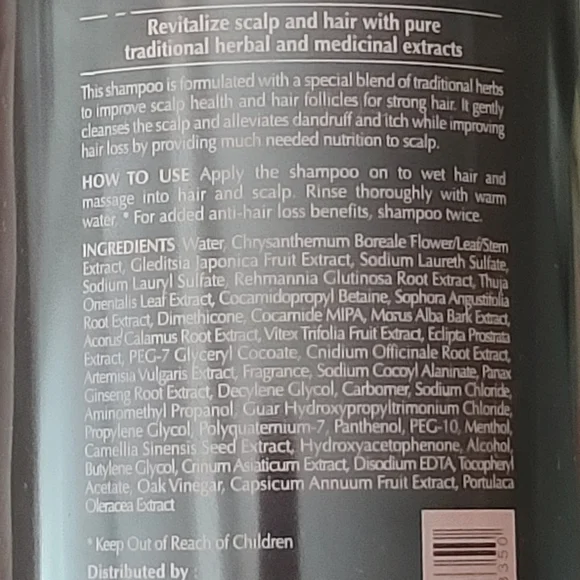 Revitalize scalp and hair with pure
traditional herbal and medicinal extracts
This shampoo is formulated with a special blend of traditional herbs
to improve scalp health and hair follicles for strong hair. It gently
cleanses the scalp and alleviates dandruff and itch while improving
hair loss by providing much needed nutrition to scalp.
HOW TO USE Apply the shampoo on to wet hair and
massage into hair and scalp. Rinse thoroughly with warm
water. * For added anti-hair loss benefits, shampoo twice.
INGREDIENTS Water, Chrysanthemum Boreale Flower/Leaf/Stem
Extract, Gleditsia Japonica Fruit Extract, Sodium Laureth Sulfate,
Sodium Lauryl Sulfate, Rehmannia Glutinosa Root Extract, Thuja
Orientalis Leaf Extract, Cocamidopropyl Betaine, Sophora Angustifolia
Root Extract, Dimethicone, Cocamide MIPA, Morus Alba Bark Extract,
Acorus Calamus Root Extract, Vitex Trifolia Fruit Extract, Eclipta Prostrata
Extract, PEG-7 Glyceryl Cocoate, Cnidium Officinale Root Extract,
Artemisia Vulgaris Extract, Fragrance, Sodium Cocoyl Alaninate, Panax
Ginseng Root Extract, Decylene Glycol, Carbomer, Sodium Chloride,
Aminomethyl Propanol, Guar Hydroxypropyltrimonium Chloride,
Propylene Glycol, Polyquaternium-7, Panthenol, PEG-10, Menthol,
Camellia Sinensis Seed Extract, Hydroxyacetophenone, Alcohol,
Butylene Glycol, Crinum Asiaticum Extract, Disodium EDTA, Tocopheryl
Acetate, Oak Vinegar, Capsicum Annuum Fruit Extract, Portulaca
Oleracea Extract
* Keep Out of Reach of Children
Distributed by :